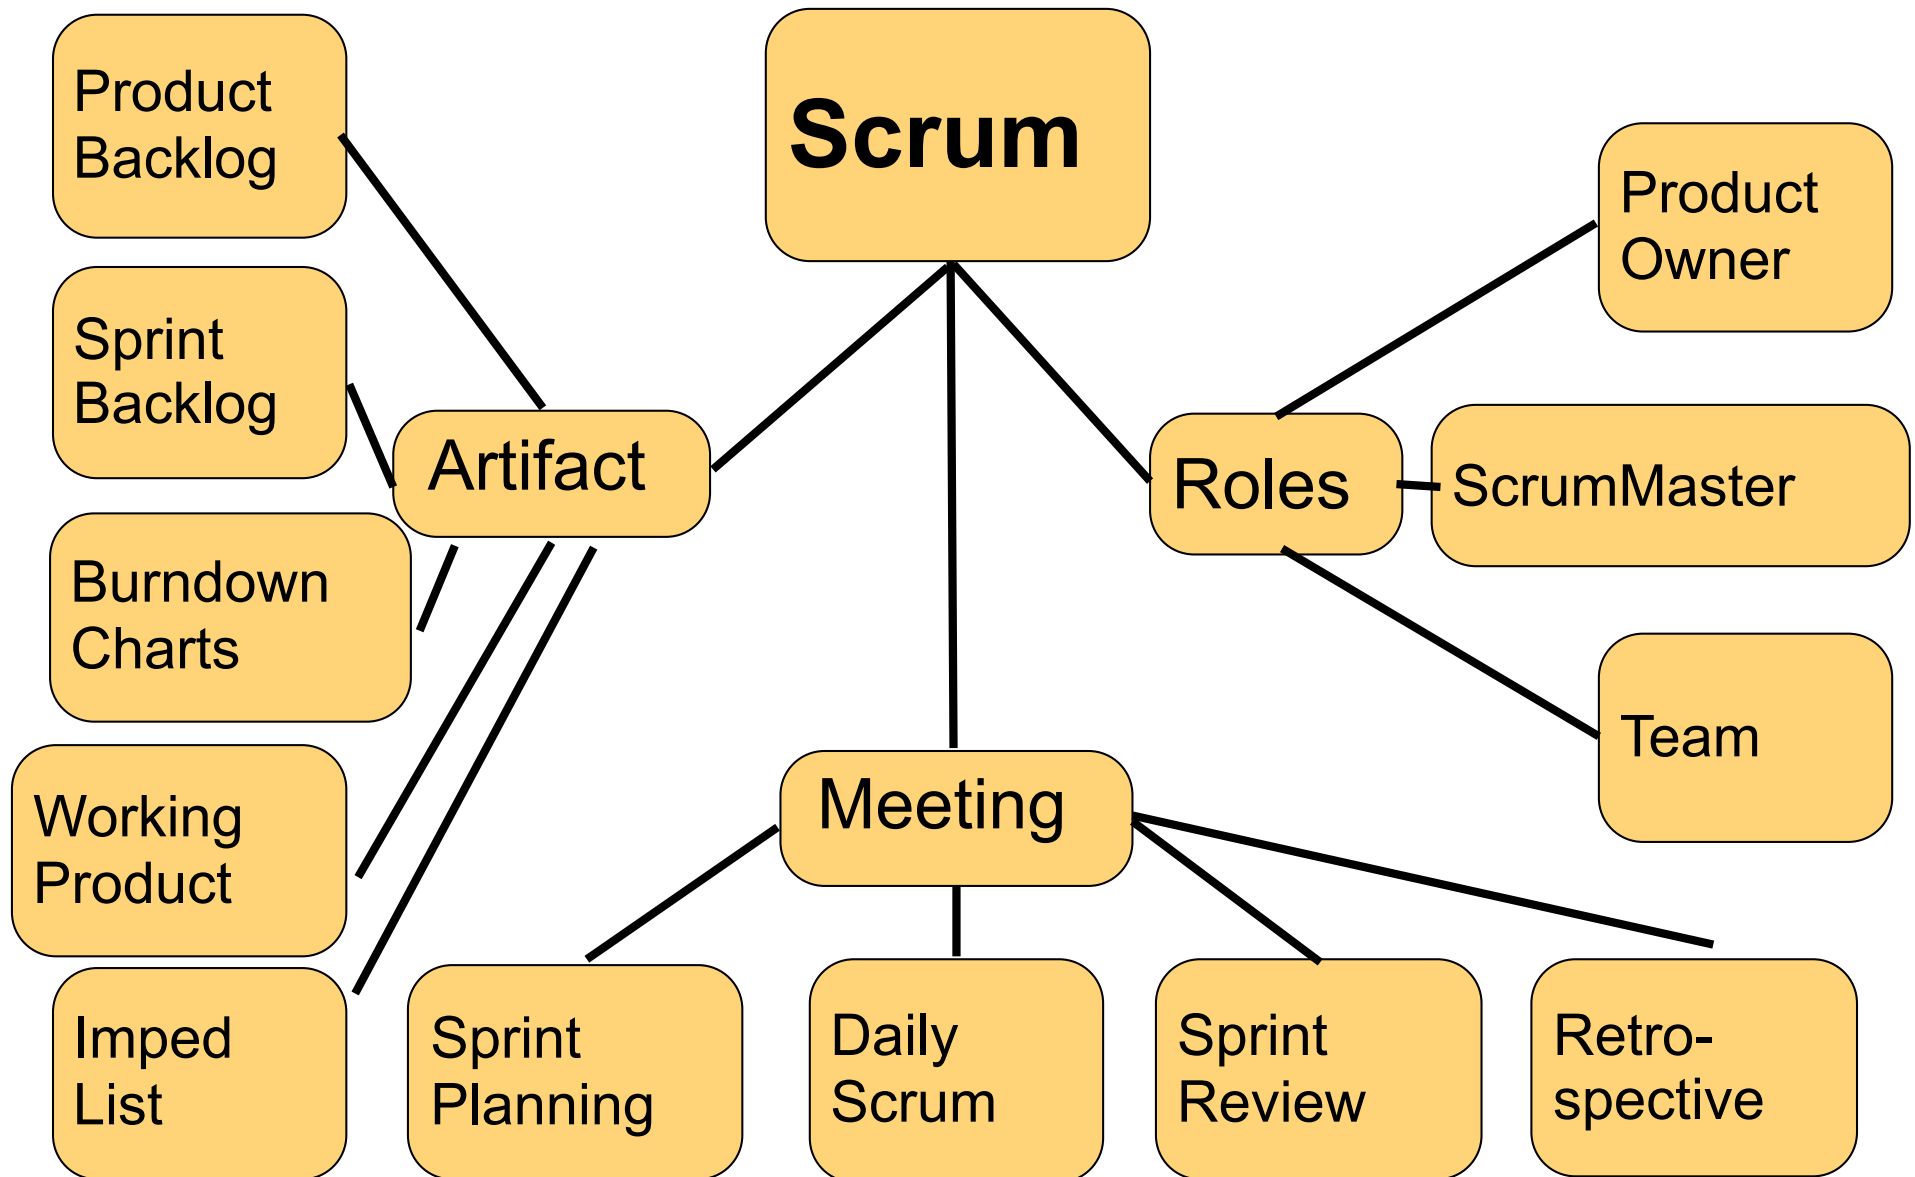 Scrum
Product
Backlog
Sprint
Backlog
Artifact
Burndown
Charts
Working
Product
Imped
List
Product
Owner
Roles
ScrumMaster
Team
Meeting
Sprint
Planning
Daily
Scrum
Sprint
Review
Retro-
spective